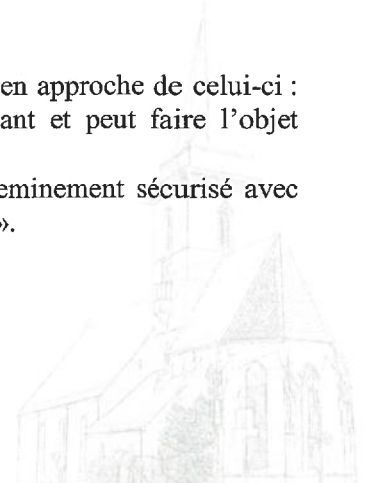 en approche de celui-ci :
ant et peut faire l'objet
eminement sécurisé avec
».